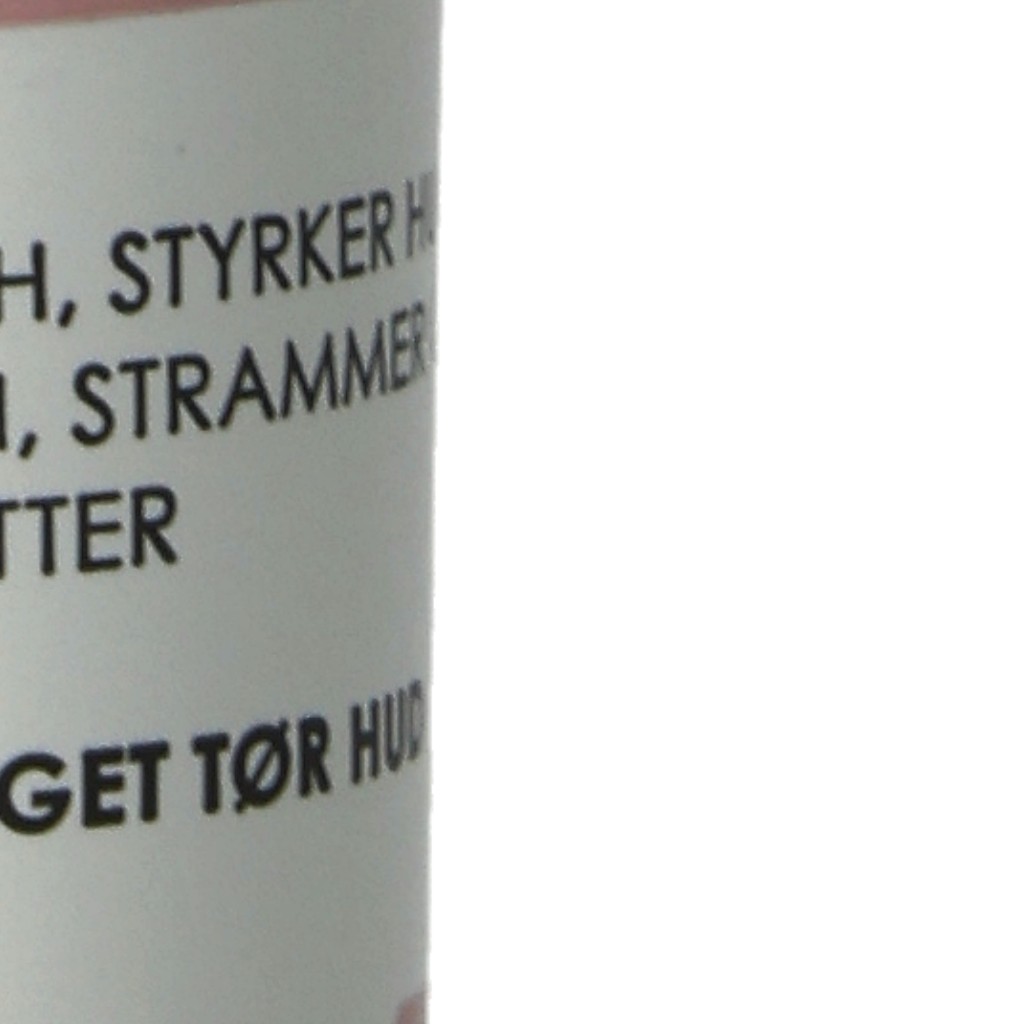 H, STYRKER
, STRAMMER
TTER
GET TØR HUD